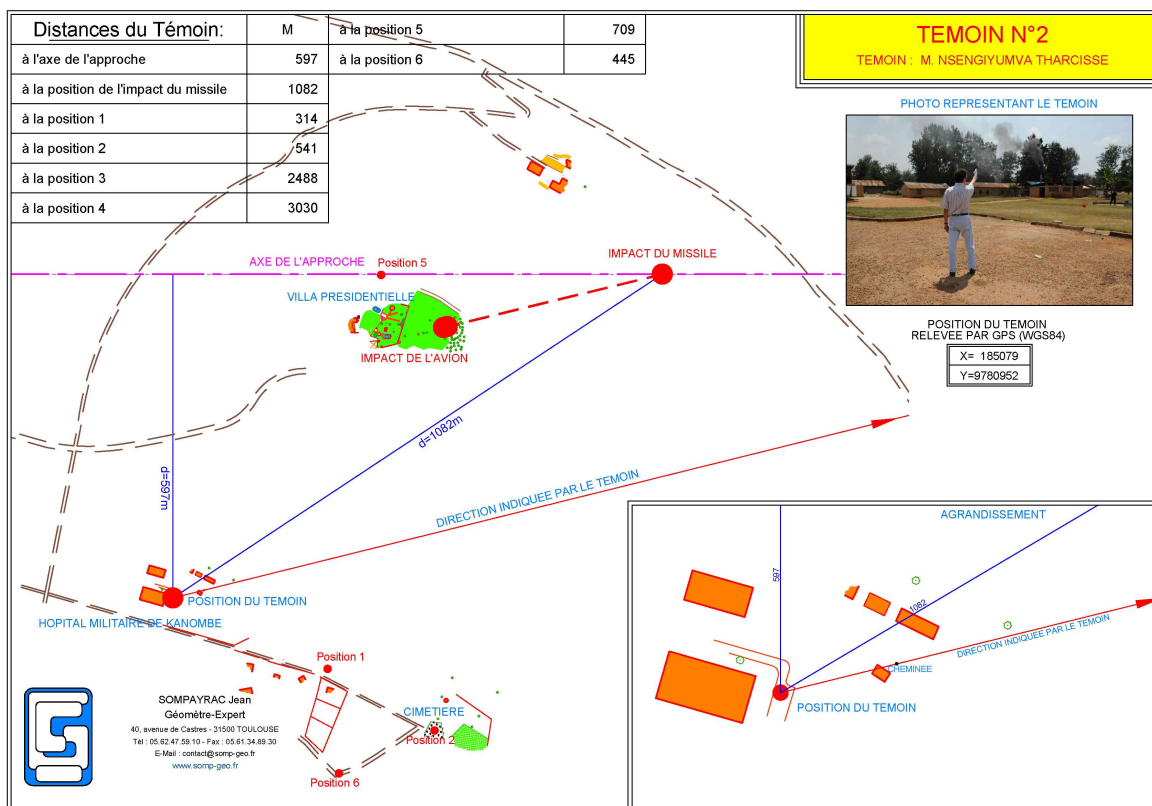 Distances du Témoin: M
à l'axe de l'approche 597
à la position de l'impact du missile 1082
à la position 1 314
à la position 2 541
à la position 3 2488
à la position 4 3030
à la position 5 709
à la position 6 445
TEMOIN N°2
TEMOIN : M. NSENGIYUMVA THARCISSE
PHOTO REPRESENTANT LE TEMOIN
POSITION DU TEMOIN
RELEVEE PAR GPS (WGS84)
X= 185079
Y=9780952
AXE DE L'APPROCHE
Position 5
IMPACT DU MISSILE
VILLA PRESIDENTIELLE
IMPACT DE L'AVION
d=597m
d=1082m
DIRECTION INDIQUEE PAR LE TEMOIN
POSITION DU TEMOIN
HOPITAL MILITAIRE DE KANOMBE
Position 1
CIMETIERE
Position 2
Position 6
SOMPAYRAC Jean
Géomètre-Expert
40, avenue de Castres - 31500 TOULOUSE
Tél : 05.62.47.59.10 - Fax : 05.61.34.89.30
E-Mail : contact@somp-geo.fr
www.somp-geo.fr
AGRANDISSEMENT
597
1082
DIRECTION INDIQUEE PAR LE TEMOIN
CHEMINEE
POSITION DU TEMOIN